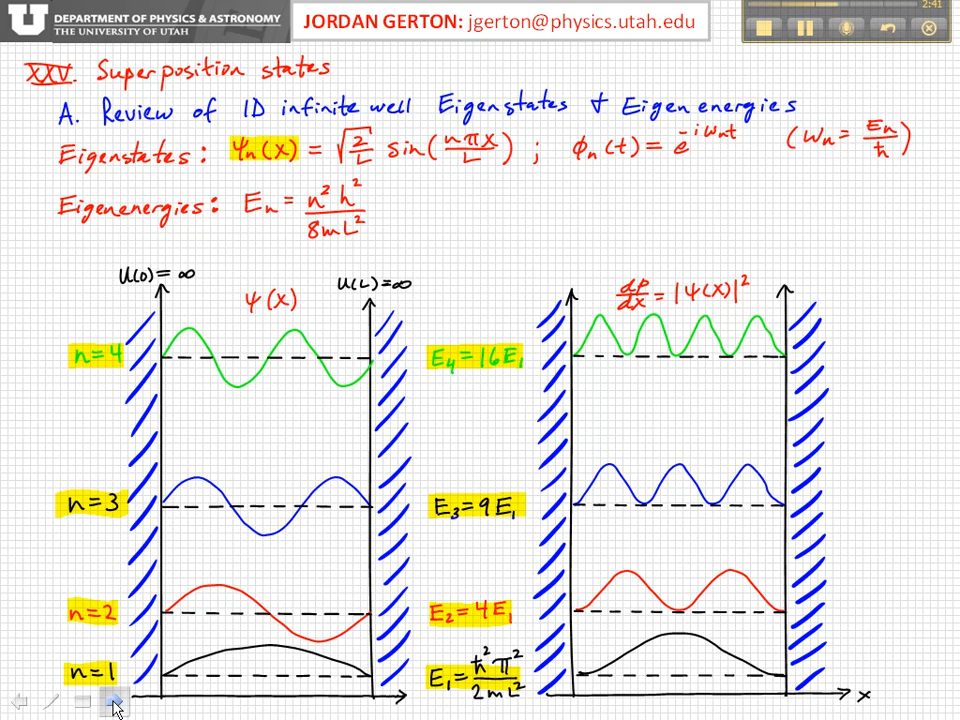 U DEPARTMENT OF PHYSICS & ASTRONOMY
THE UNIVERSITY OF UTAH
JORDAN GERTON: jgerton@physics.utah.edu
2:41
XXV. Superposition states
A. Review of 1D infinite well Eigenstates & Eigenenergies
Eigenstates: ψn(x) = √(2/L) sin(nπx/L) ; φn(t) = e^-iωnt (ωn = En/ħ)
Eigenenergies: En = n²h²/8mL²
U(0)=∞ ψ(x) U(L)=∞ dP/dx = |ψ(x)|²
n=4 E4=16E1
n=3 E3=9E1
n=2 E2=4E1
n=1 E1=ħ²π²/2mL²
x